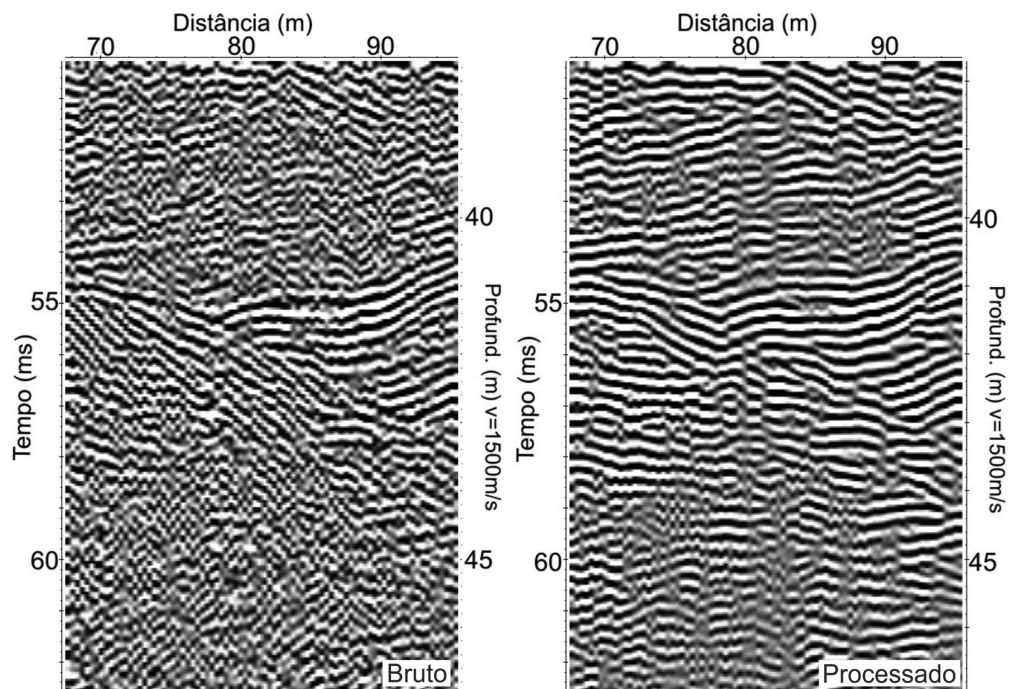 Distância (m)
70 80 90
55
60
Tempo (ms)
40
45
Profund. (m) v=1500m/s
Bruto
Distância (m)
70 80 90
55
60
Tempo (ms)
40
45
Profund. (m) v=1500m/s
Processado